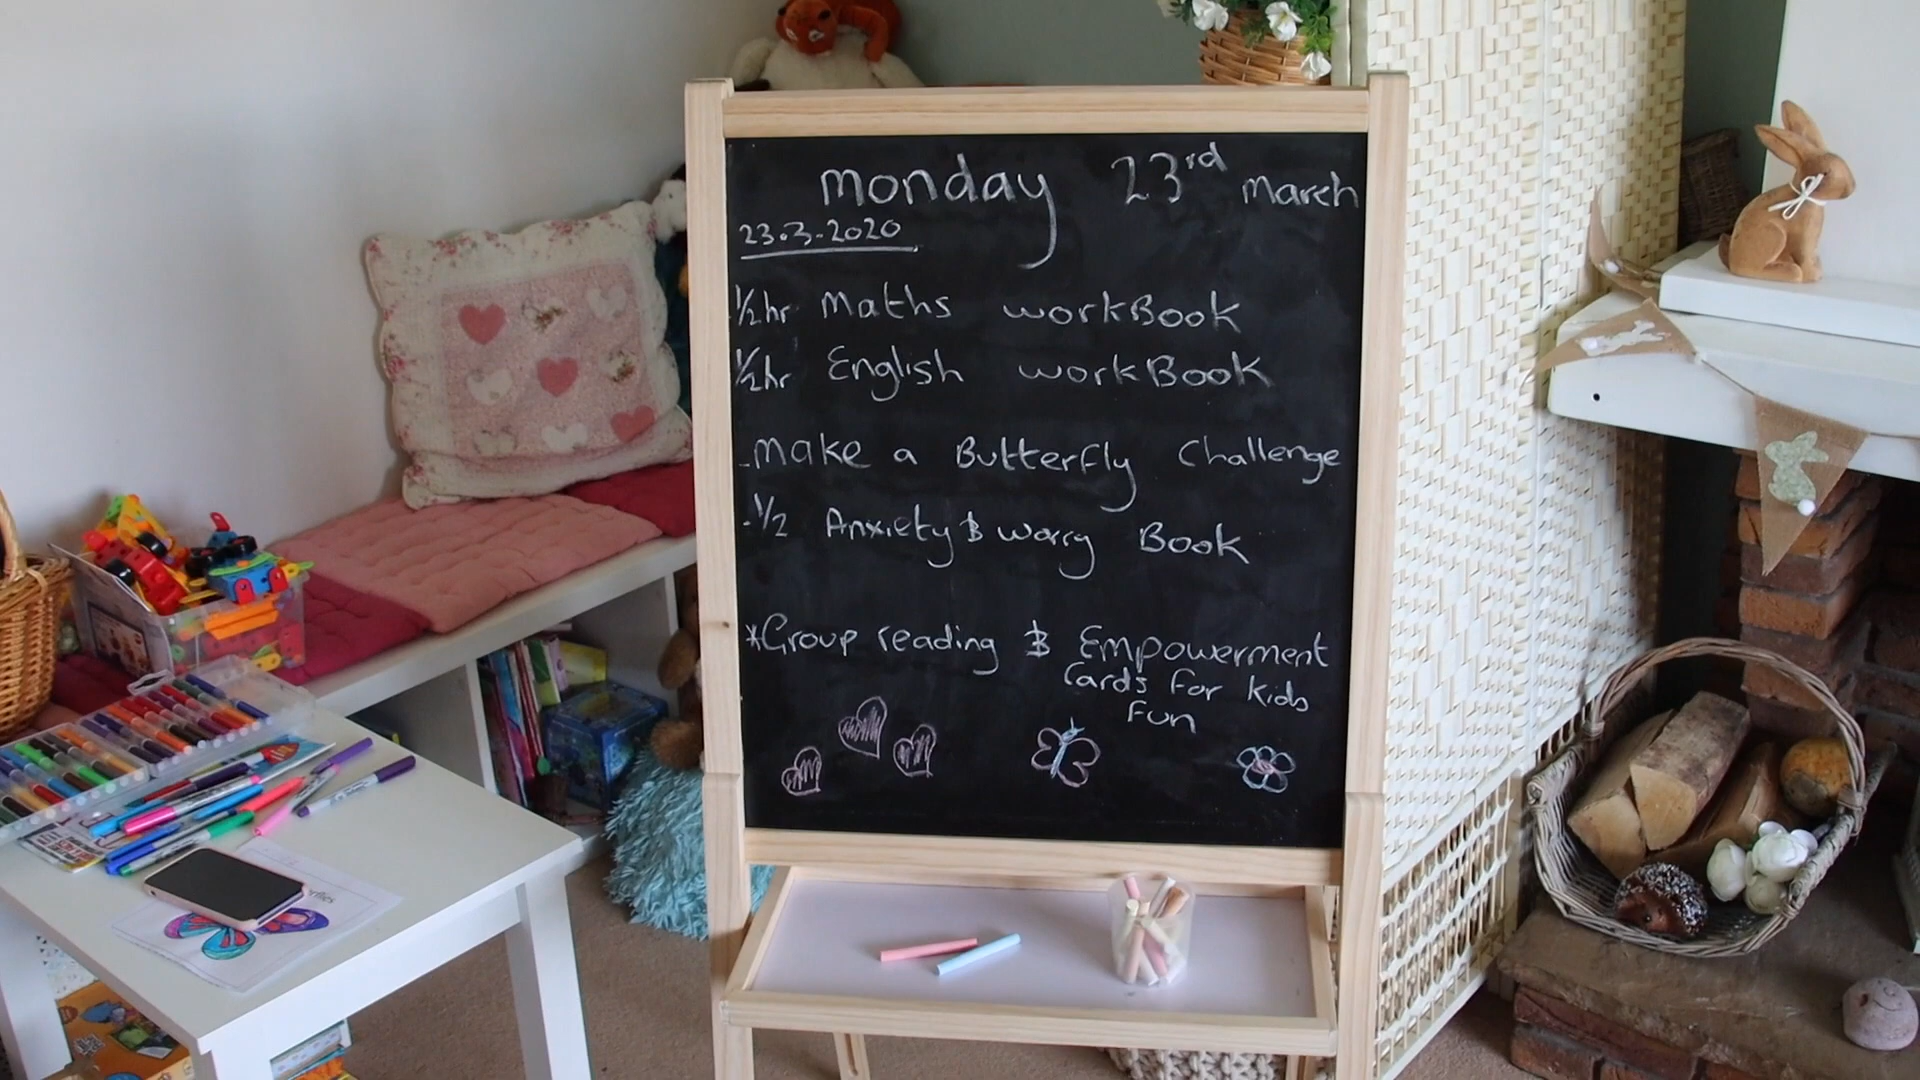 monday 23rd March
23.3.2020
1/2hr Maths workBook
1/2hr English workBook
-Make a Butterfly Challenge
-1/2 Anxiety & worry Book
*Group reading & Empowerment
Cards for Kids
Fun